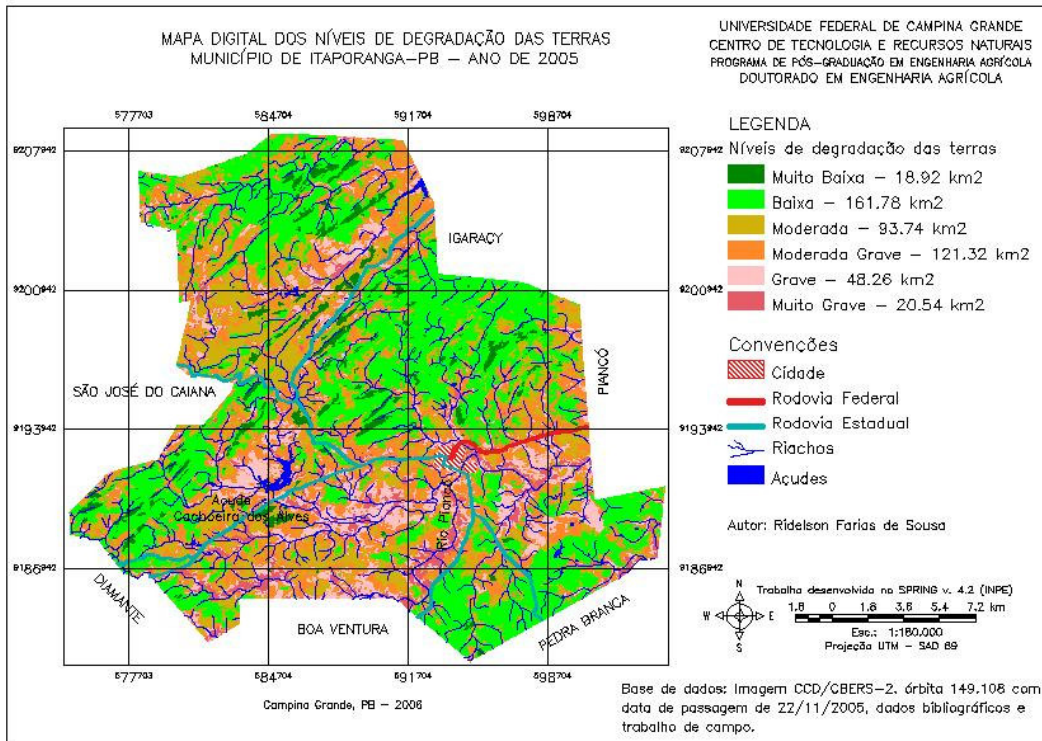 MAPA DIGITAL DOS NÍVEIS DE DEGRADAÇÃO DAS TERRAS
MUNICÍPIO DE ITAPORANGA-PB - ANO DE 2005
UNIVERSIDADE FEDERAL DE CAMPINA GRANDE
CENTRO DE TECNOLOGIA E RECURSOS NATURAIS
PROGRAMA DE PÓS-GRADUAÇÃO EM ENGENHARIA AGRÍCOLA
DOUTORADO EM ENGENHARIA AGRÍCOLA
577703 584704 591704 598704
9207942 9207942
IGARAÇY
9200942 9200942
PIANCÓ
SÃO JOSÉ DO CAIANA
9193942 9193942
Açude
Cachoeira dos Alves
Rio Piancó
9186942 9186942
DIAMANTE
BOA VENTURA
PEDRA BRANCA
577703 584704 591704 598704
Campina Grande, PB - 2006
LEGENDA
Níveis de degradação das terras
Muito Baixa - 18.92 km2
Baixa - 161.78 km2
Moderada - 93.74 km2
Moderada Grave - 121.32 km2
Grave - 48.26 km2
Muito Grave - 20.54 km2
Convenções
Cidade
Rodovia Federal
Rodovia Estadual
Riachos
Açudes
Autor: Ridelson Farias de Sousa
N
W E
S
Trabalho desenvolvido no SPRING v. 4.2 (INPE)
1.8 0 1.8 3.6 5.4 7.2 km
Esc.: 1:180.000
Projeção UTM - SAD 69
Base de dados: Imagem CCD/CBERS-2, órbita 149.108 com
data de passagem de 22/11/2005, dados bibliográficos e
trabalho de campo.